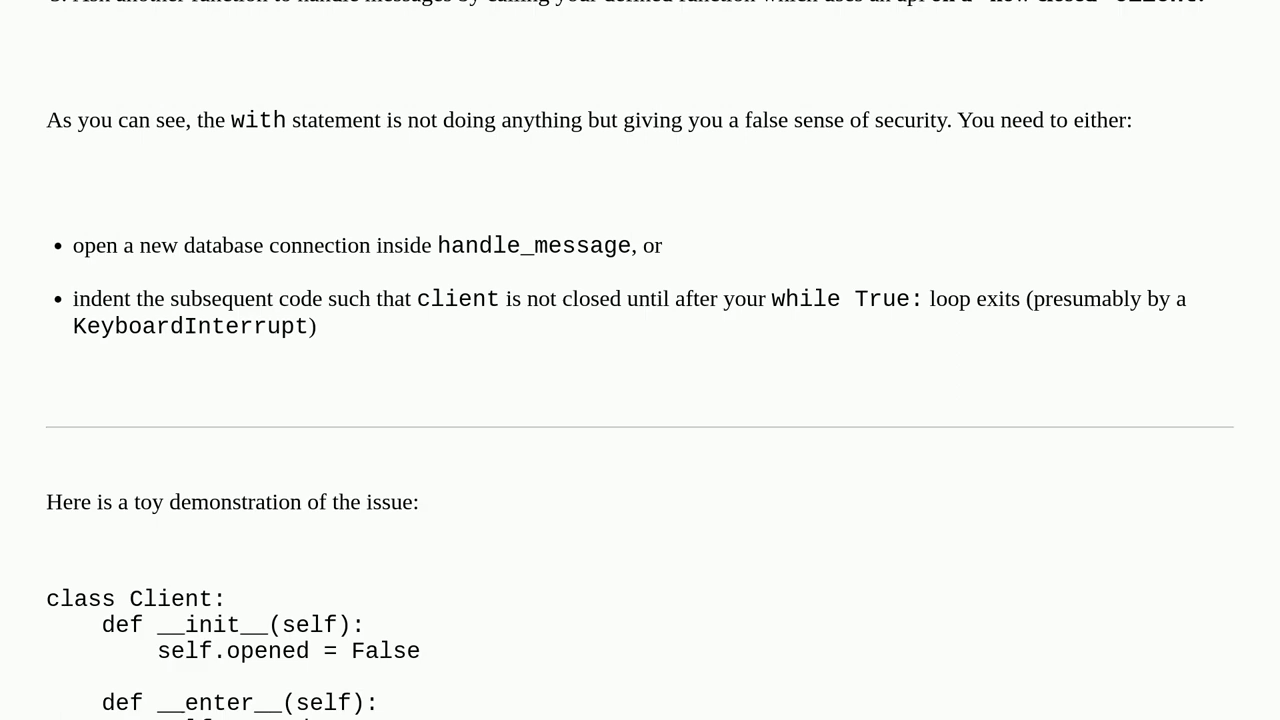 As you can see, the with statement is not doing anything but giving you a false sense of security. You need to either:
• open a new database connection inside handle_message, or
• indent the subsequent code such that client is not closed until after your while True: loop exits (presumably by a
KeyboardInterrupt)
Here is a toy demonstration of the issue:
class Client:
    def __init__(self):
        self.opened = False
    def __enter__(self):